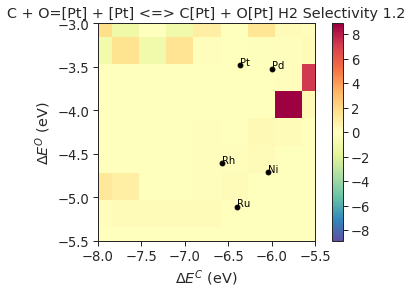 C + O=[Pt] + [Pt] <=> C[Pt] + O[Pt] H2 Selectivity 1.2
−3.0
−3.5
−4.0
−4.5
−5.0
−5.5
ΔE^O (eV)
Pt
Pd
Rh
Ni
Ru
−8.0 −7.5 −7.0 −6.5 −6.0 −5.5
ΔE^C (eV)
8
6
4
2
0
−2
−4
−6
−8